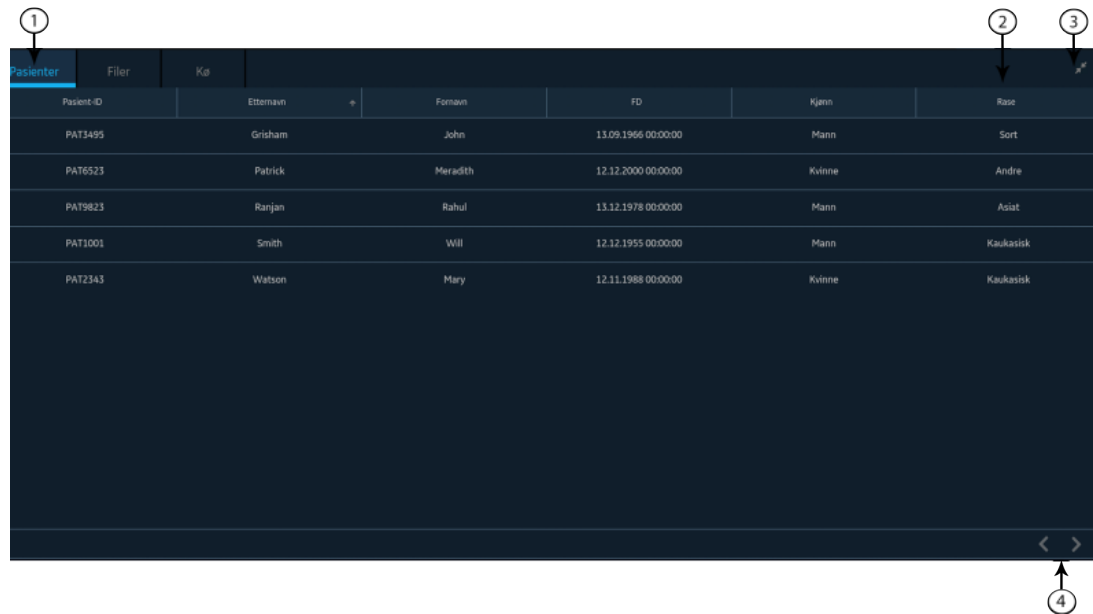 1 2 3
Pasienter Filer Kø
Pasient-ID Etternavn Fornavn FD Kjønn Rase
PAT3495 Grisham John 13.09.1966 00:00:00 Mann Sort
PAT6523 Patrick Meradith 12.12.2000 00:00:00 Kvinne Andre
PAT9823 Ranjan Rahul 13.12.1978 00:00:00 Mann Asiat
PAT1001 Smith Will 12.12.1955 00:00:00 Mann Kaukasisk
PAT2343 Watson Mary 12.11.1988 00:00:00 Kvinne Kaukasisk
4